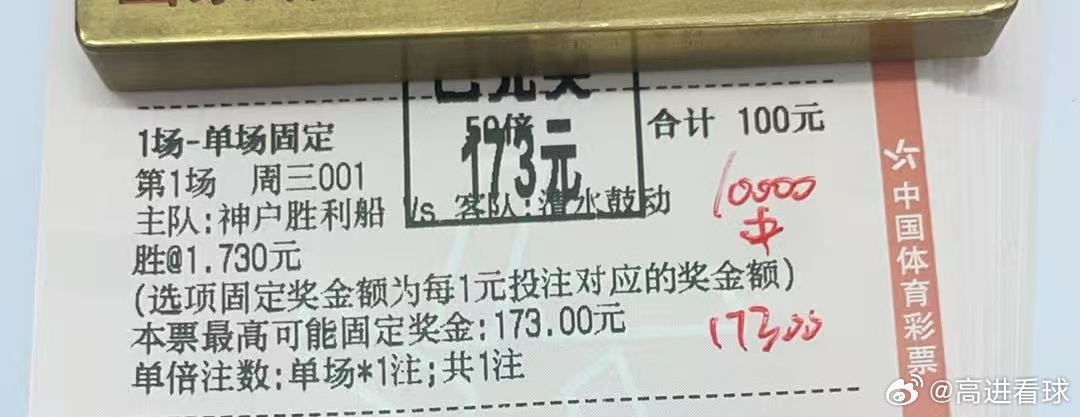 50倍 合计 100元
1场-单场固定
173元
第1场 周三001
主队:神户胜利船 Vs 客队:清水鼓动
胜@1.730元
(选项固定奖金额为每1元投注对应的奖金额)
本票最高可能固定奖金:173.00元
单倍注数:单场*1注;共1注
10000
17300
中国体育彩票
@高进看球